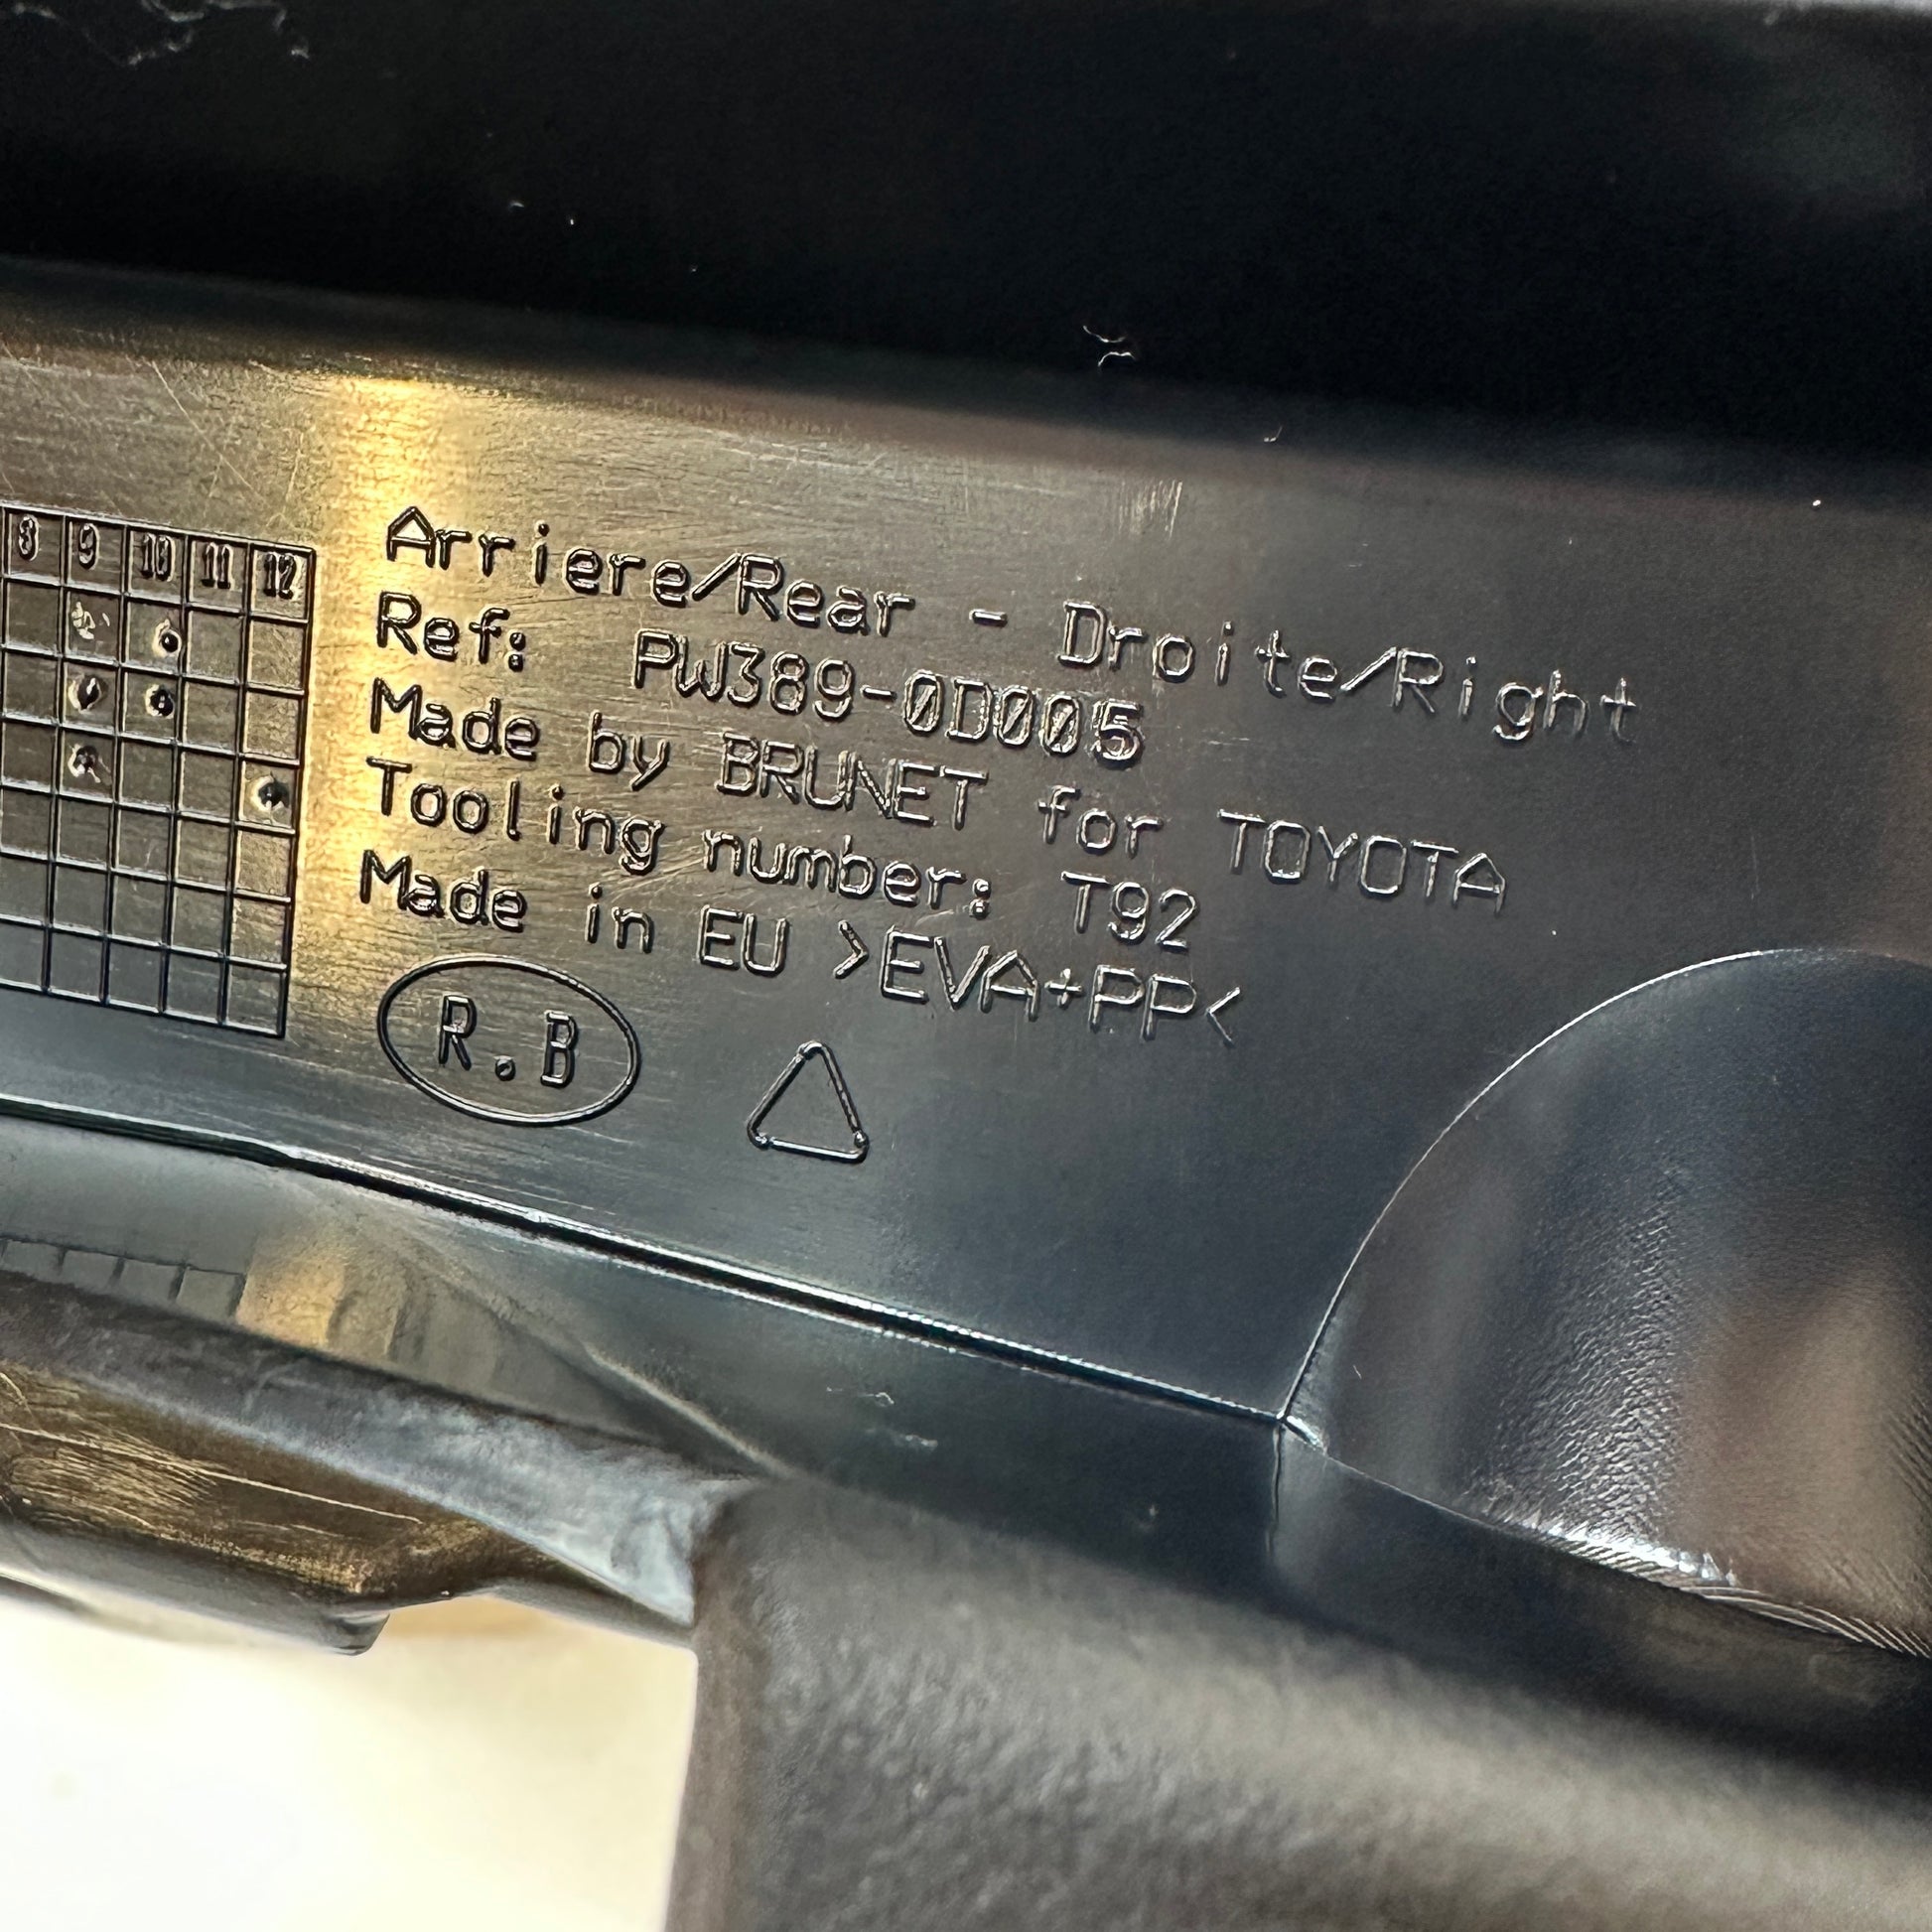 8 9 10 11 12
Arriere/Rear - Droite/Right
Ref: PW389-0D005
Made by BRUNET for TOYOTA
Tooling number: T92
Made in EU >EVA+PP<
R.B